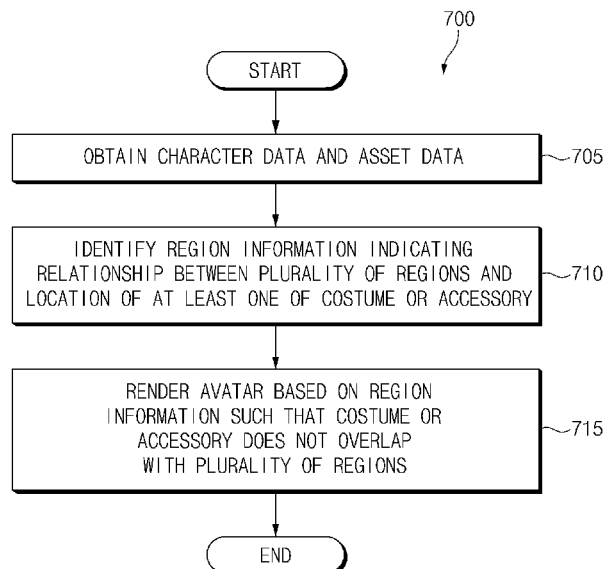 700
START
OBTAIN CHARACTER DATA AND ASSET DATA
705
IDENTIFY REGION INFORMATION INDICATING
RELATIONSHIP BETWEEN PLURALITY OF REGIONS AND
LOCATION OF AT LEAST ONE OF COSTUME OR ACCESSORY
710
RENDER AVATAR BASED ON REGION
INFORMATION SUCH THAT COSTUME OR
ACCESSORY DOES NOT OVERLAP
WITH PLURALITY OF REGIONS
715
END